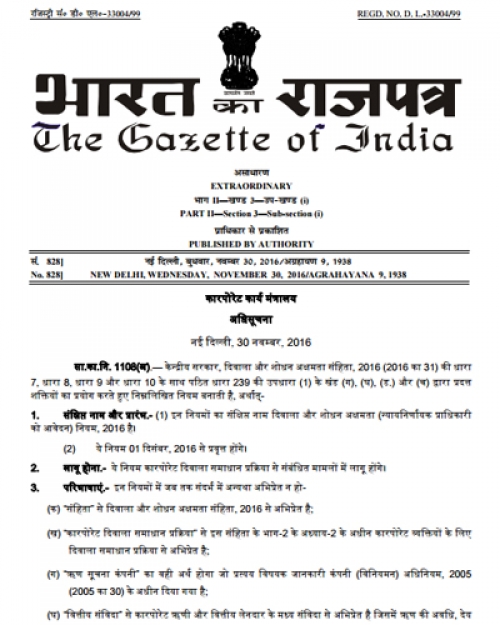 रजिस्ट्री सं० डी० एल०-33004/99
REGD. NO. D. L.-33004/99
भारत का राजपत्र
The Gazette of India
असाधारण
EXTRAORDINARY
भाग II—खण्ड 3—उप-खण्ड (i)
PART II—Section 3—Sub-section (i)
प्राधिकार से प्रकाशित
PUBLISHED BY AUTHORITY
सं. 828]
नई दिल्ली, बुधवार, नवम्बर 30, 2016/अग्रहायण 9, 1938
No. 828]
NEW DELHI, WEDNESDAY, NOVEMBER 30, 2016/AGRAHAYANA 9, 1938
कारपोरेट कार्य मंत्रालय
अधिसूचना
नई दिल्ली, 30 नवम्बर, 2016
सा.का.नि. 1108(अ).— केन्द्रीय सरकार, दिवाला और शोधन अक्षमता संहिता, 2016 (2016 का 31) की धारा
7, धारा 8, धारा 9 और धारा 10 के साथ पठित धारा 239 की उपधारा (1) के खंड (ग), (घ), (ड.) और (च) द्वारा प्रदत्त
शक्तिओं का प्रयोग करते हुए निम्नलिखित नियम बनाती है, अर्थात्-
1. संक्षिप्त नाम और प्रारंभ.- (1) इन नियमों का संक्षिप्त नाम दिवाला और शोधन अक्षमता (न्यायनिर्णायक प्राधिकारी
को आवेदन) नियम, 2016 है।
(2) ये नियम 01 दिसंबर, 2016 से प्रवृत्त होंगे।
2. लागू होना.- ये नियम कारपोरेट दिवाला समाधान प्रक्रिया से संबंधित मामलों में लागू होंगे।
3. परिभाषाएं.- इन नियमों में जब तक संदर्भ में अन्यथा अभिप्रेत न हो-
(क) “संहिता” से दिवाला और शोधन अक्षमता संहिता, 2016 से अभिप्रेत है;
(ख) “कारपोरेट दिवाला समाधान प्रक्रिया” से इस संहिता के भाग-2 के अध्याय-2 के अधीन कारपोरेट व्यक्तियों के लिए
दिवाला समाधान प्रक्रिया से अभिप्रेत है;
(ग) “ऋण सूचना कंपनी” का वही अर्थ होगा जो प्रत्यय विषयक जानकारी कंपनी (विनियमन) अधिनियम, 2005
(2005 का 30) के अधीन दिया गया है;
(घ) “वित्तीय संविदा” से कारपोरेट ऋणी और वित्तीय लेनदार के मध्य संविदा से अभिप्रेत है जिसमें ऋण की अवधि, देय